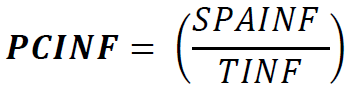 PCINF = (SPAINF / TINF)